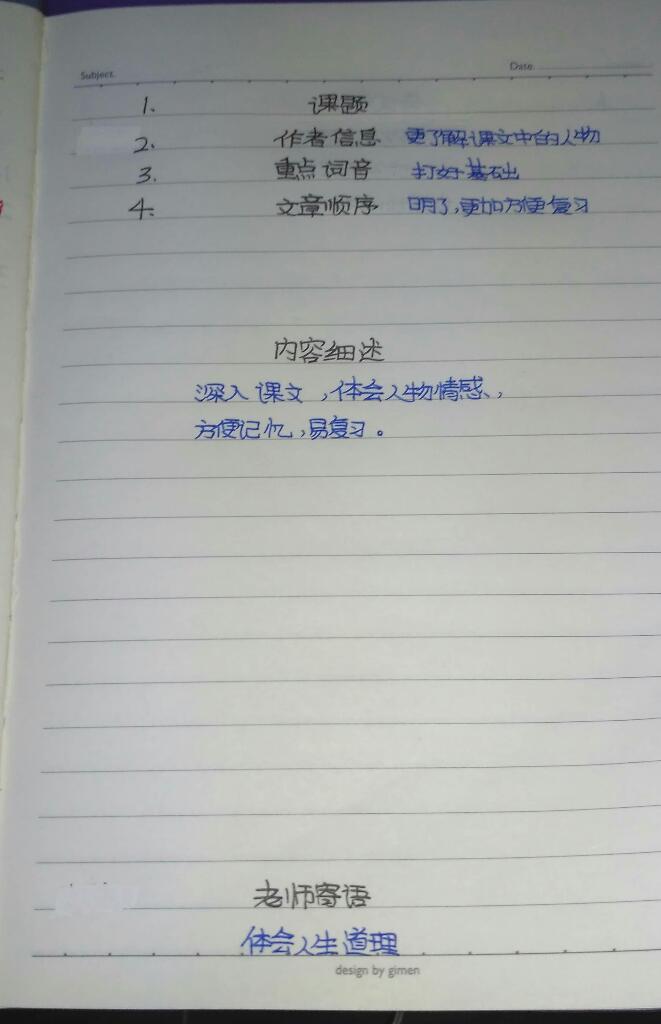 Subject. Date.
1. 课题
2. 作者信息 更了解课文中的人物
3. 重点词音 打好基础
4. 文章顺序 明了,更加方便复习
内容细述
深入课文,体会人物情感、,
方便记忆,易复习。
老师寄语
体会人生道理
design by gimen